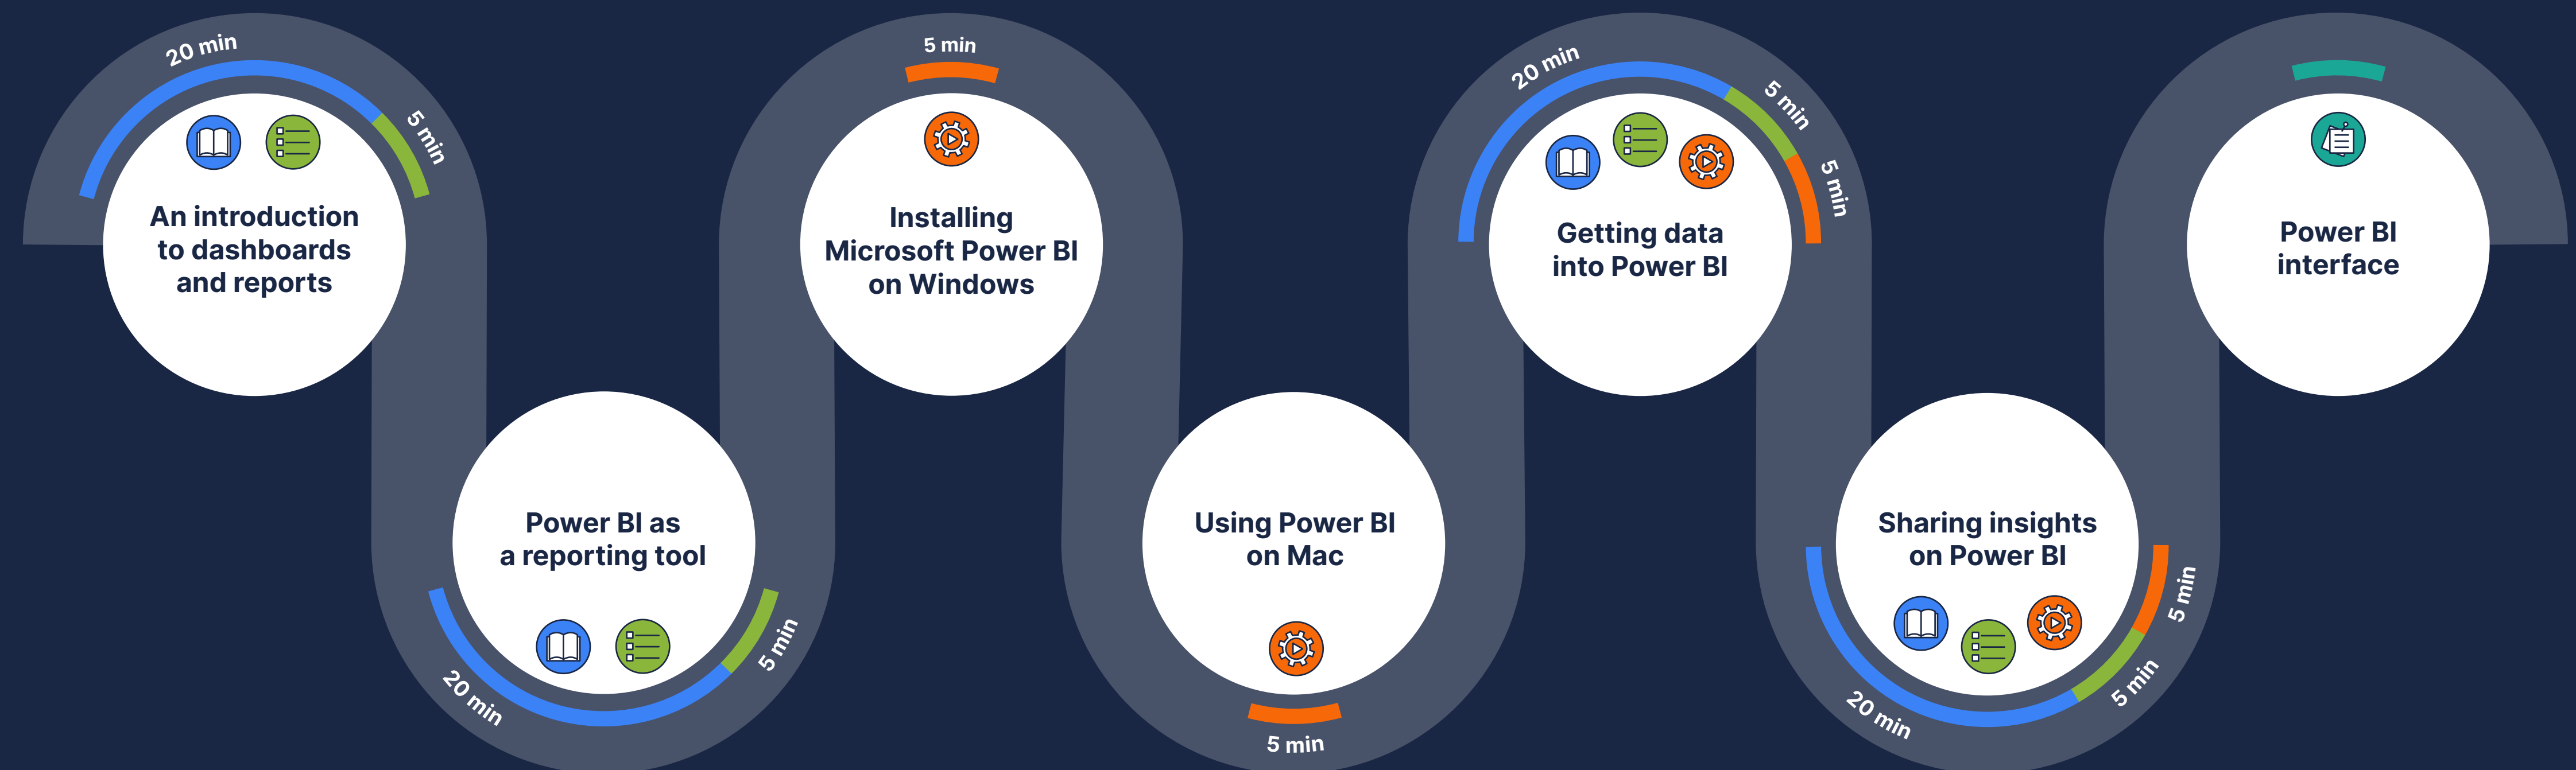 20 min
5 min
An introduction
to dashboards
and reports
Power BI as
a reporting tool
20 min
5 min
5 min
Installing
Microsoft Power BI
on Windows
Using Power BI
on Mac
5 min
20 min
5 min
5 min
Getting data
into Power BI
Sharing insights
on Power BI
20 min
5 min
5 min
Power BI
interface